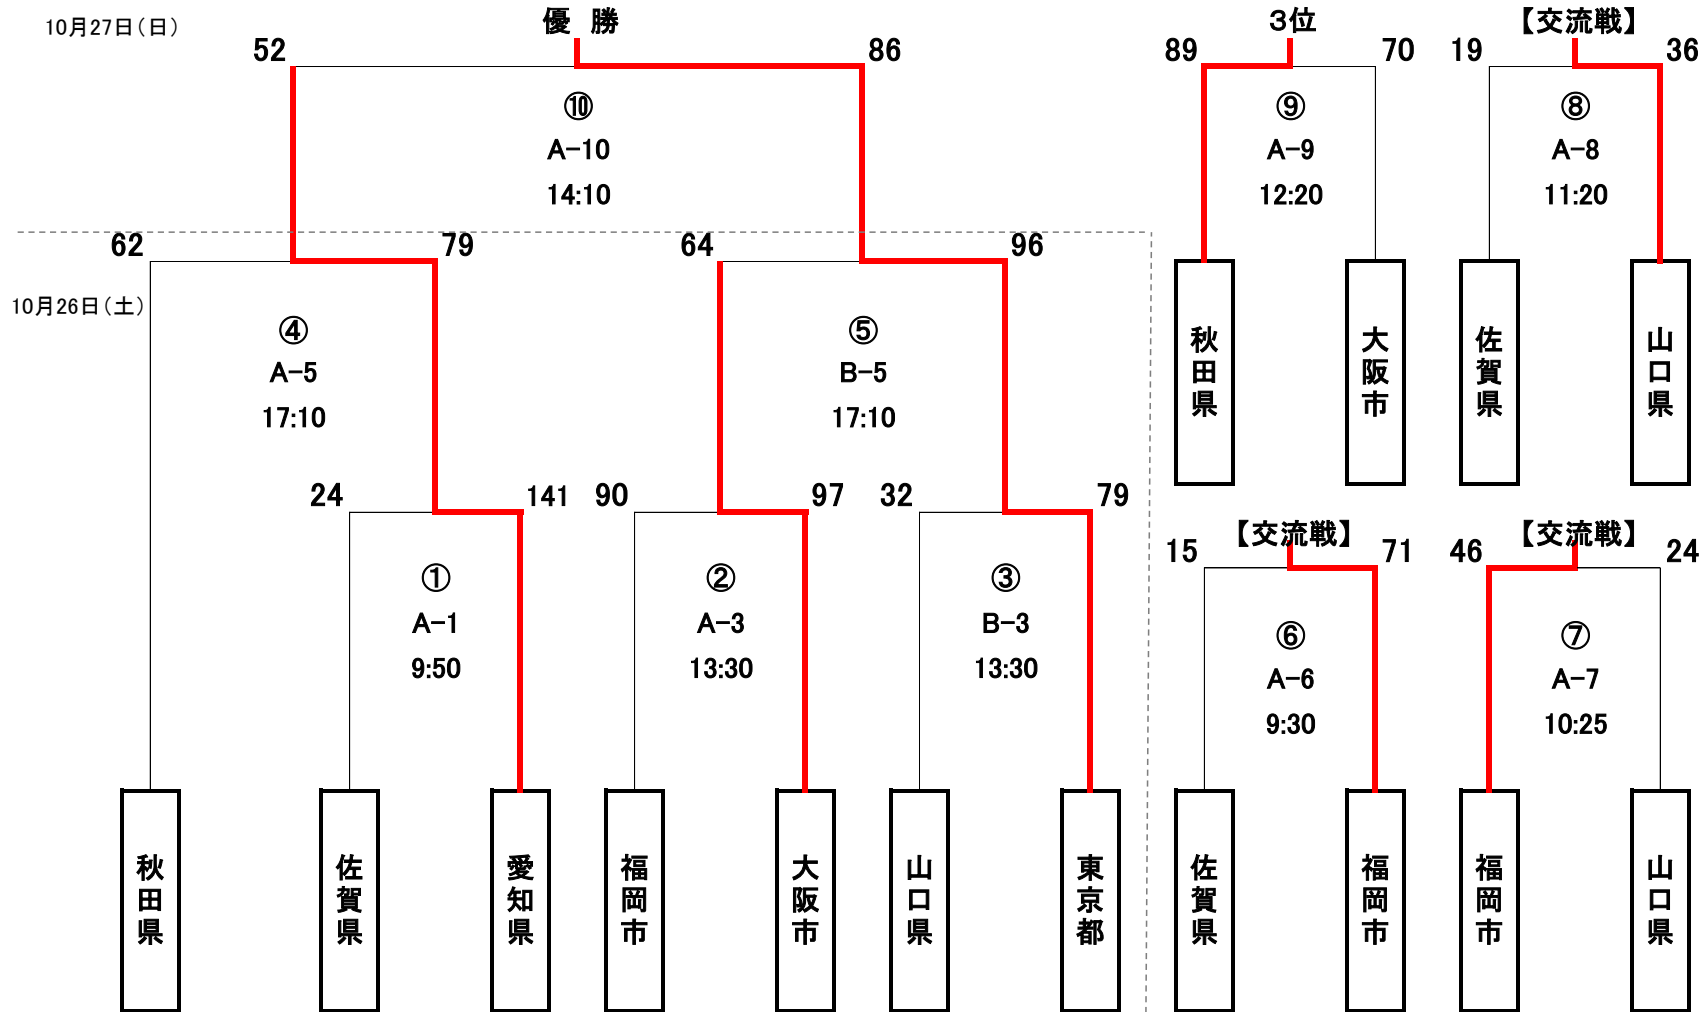 10月27日（日）
優 勝
３位
【交流戦】
52
86
89
70
19
36
⑩
A－10
14:10
⑨
A－9
12:20
⑧
A－8
11:20
62
79
64
96
10月26日（土）
④
A－5
17:10
⑤
B－5
17:10
秋田県
大阪市
佐賀県
山口県
24
141
90
97
32
79
【交流戦】
【交流戦】
15
71
46
24
①
A－1
9:50
②
A－3
13:30
③
B－3
13:30
⑥
A－6
9:30
⑦
A－7
10:25
秋田県
佐賀県
愛知県
福岡市
大阪市
山口県
東京都
佐賀県
福岡市
福岡市
山口県